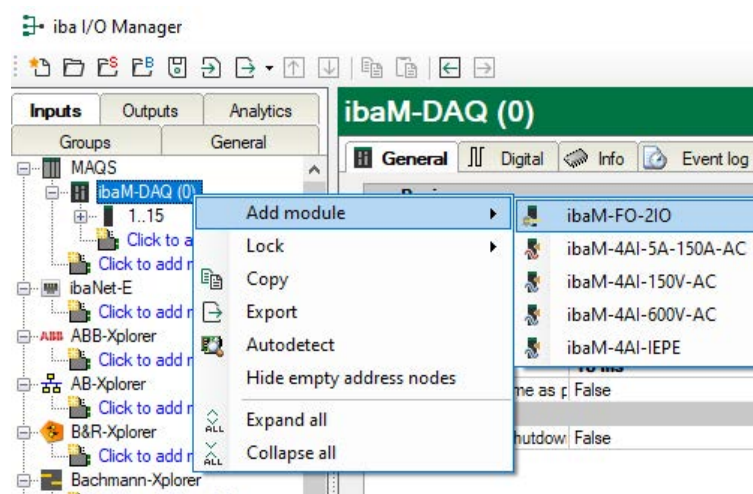 iba I/O Manager
Inputs Outputs Analytics
Groups General
MAQS
ibaM-DAQ (0)
1..15
Click to a
Click to add r
ibaNet-E
Click to add r
ABB ABB-Xplorer
Click to add r
AB-Xplorer
Click to add r
B&R-Xplorer
Click to add r
Bachmann-Xplorer
ibaM-DAQ (0)
General Digital Info Event log
Add module
Lock
Copy
Export
Autodetect
Hide empty address nodes
ALL Expand all
ALL Collapse all
ibaM-FO-2IO
ibaM-4AI-5A-150A-AC
ibaM-4AI-150V-AC
ibaM-4AI-600V-AC
ibaM-4AI-IEPE
me as False
hutdow False